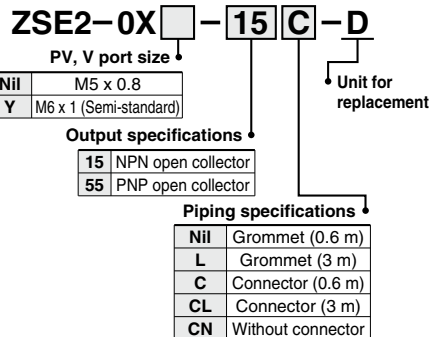 ZSE2–0X – 15 C – D
PV, V port size
Nil M5 x 0.8
Y M6 x 1 (Semi-standard)
Unit for
replacement
Output specifications
15 NPN open collector
55 PNP open collector
Piping specifications
Nil Grommet (0.6 m)
L Grommet (3 m)
C Connector (0.6 m)
CL Connector (3 m)
CN Without connector